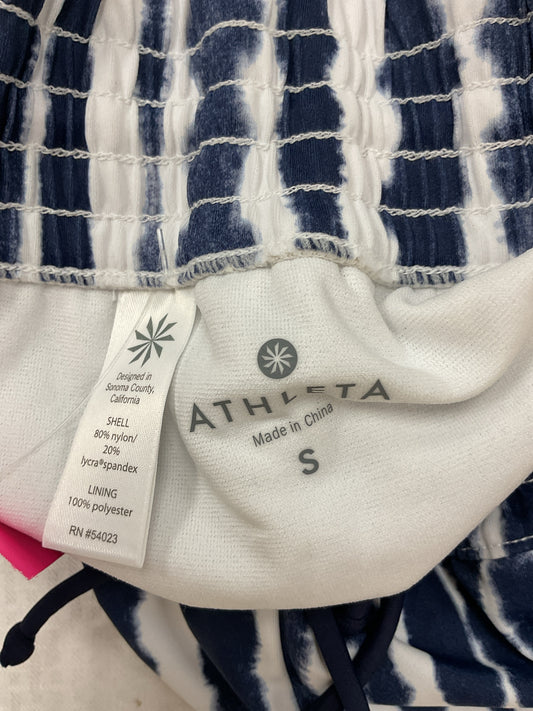 Designed in
Sonoma County,
California
SHELL
80% nylon/
20%
lycra®spandex
LINING
100% polyester
RN #54023
ATHLETA
Made in China
S